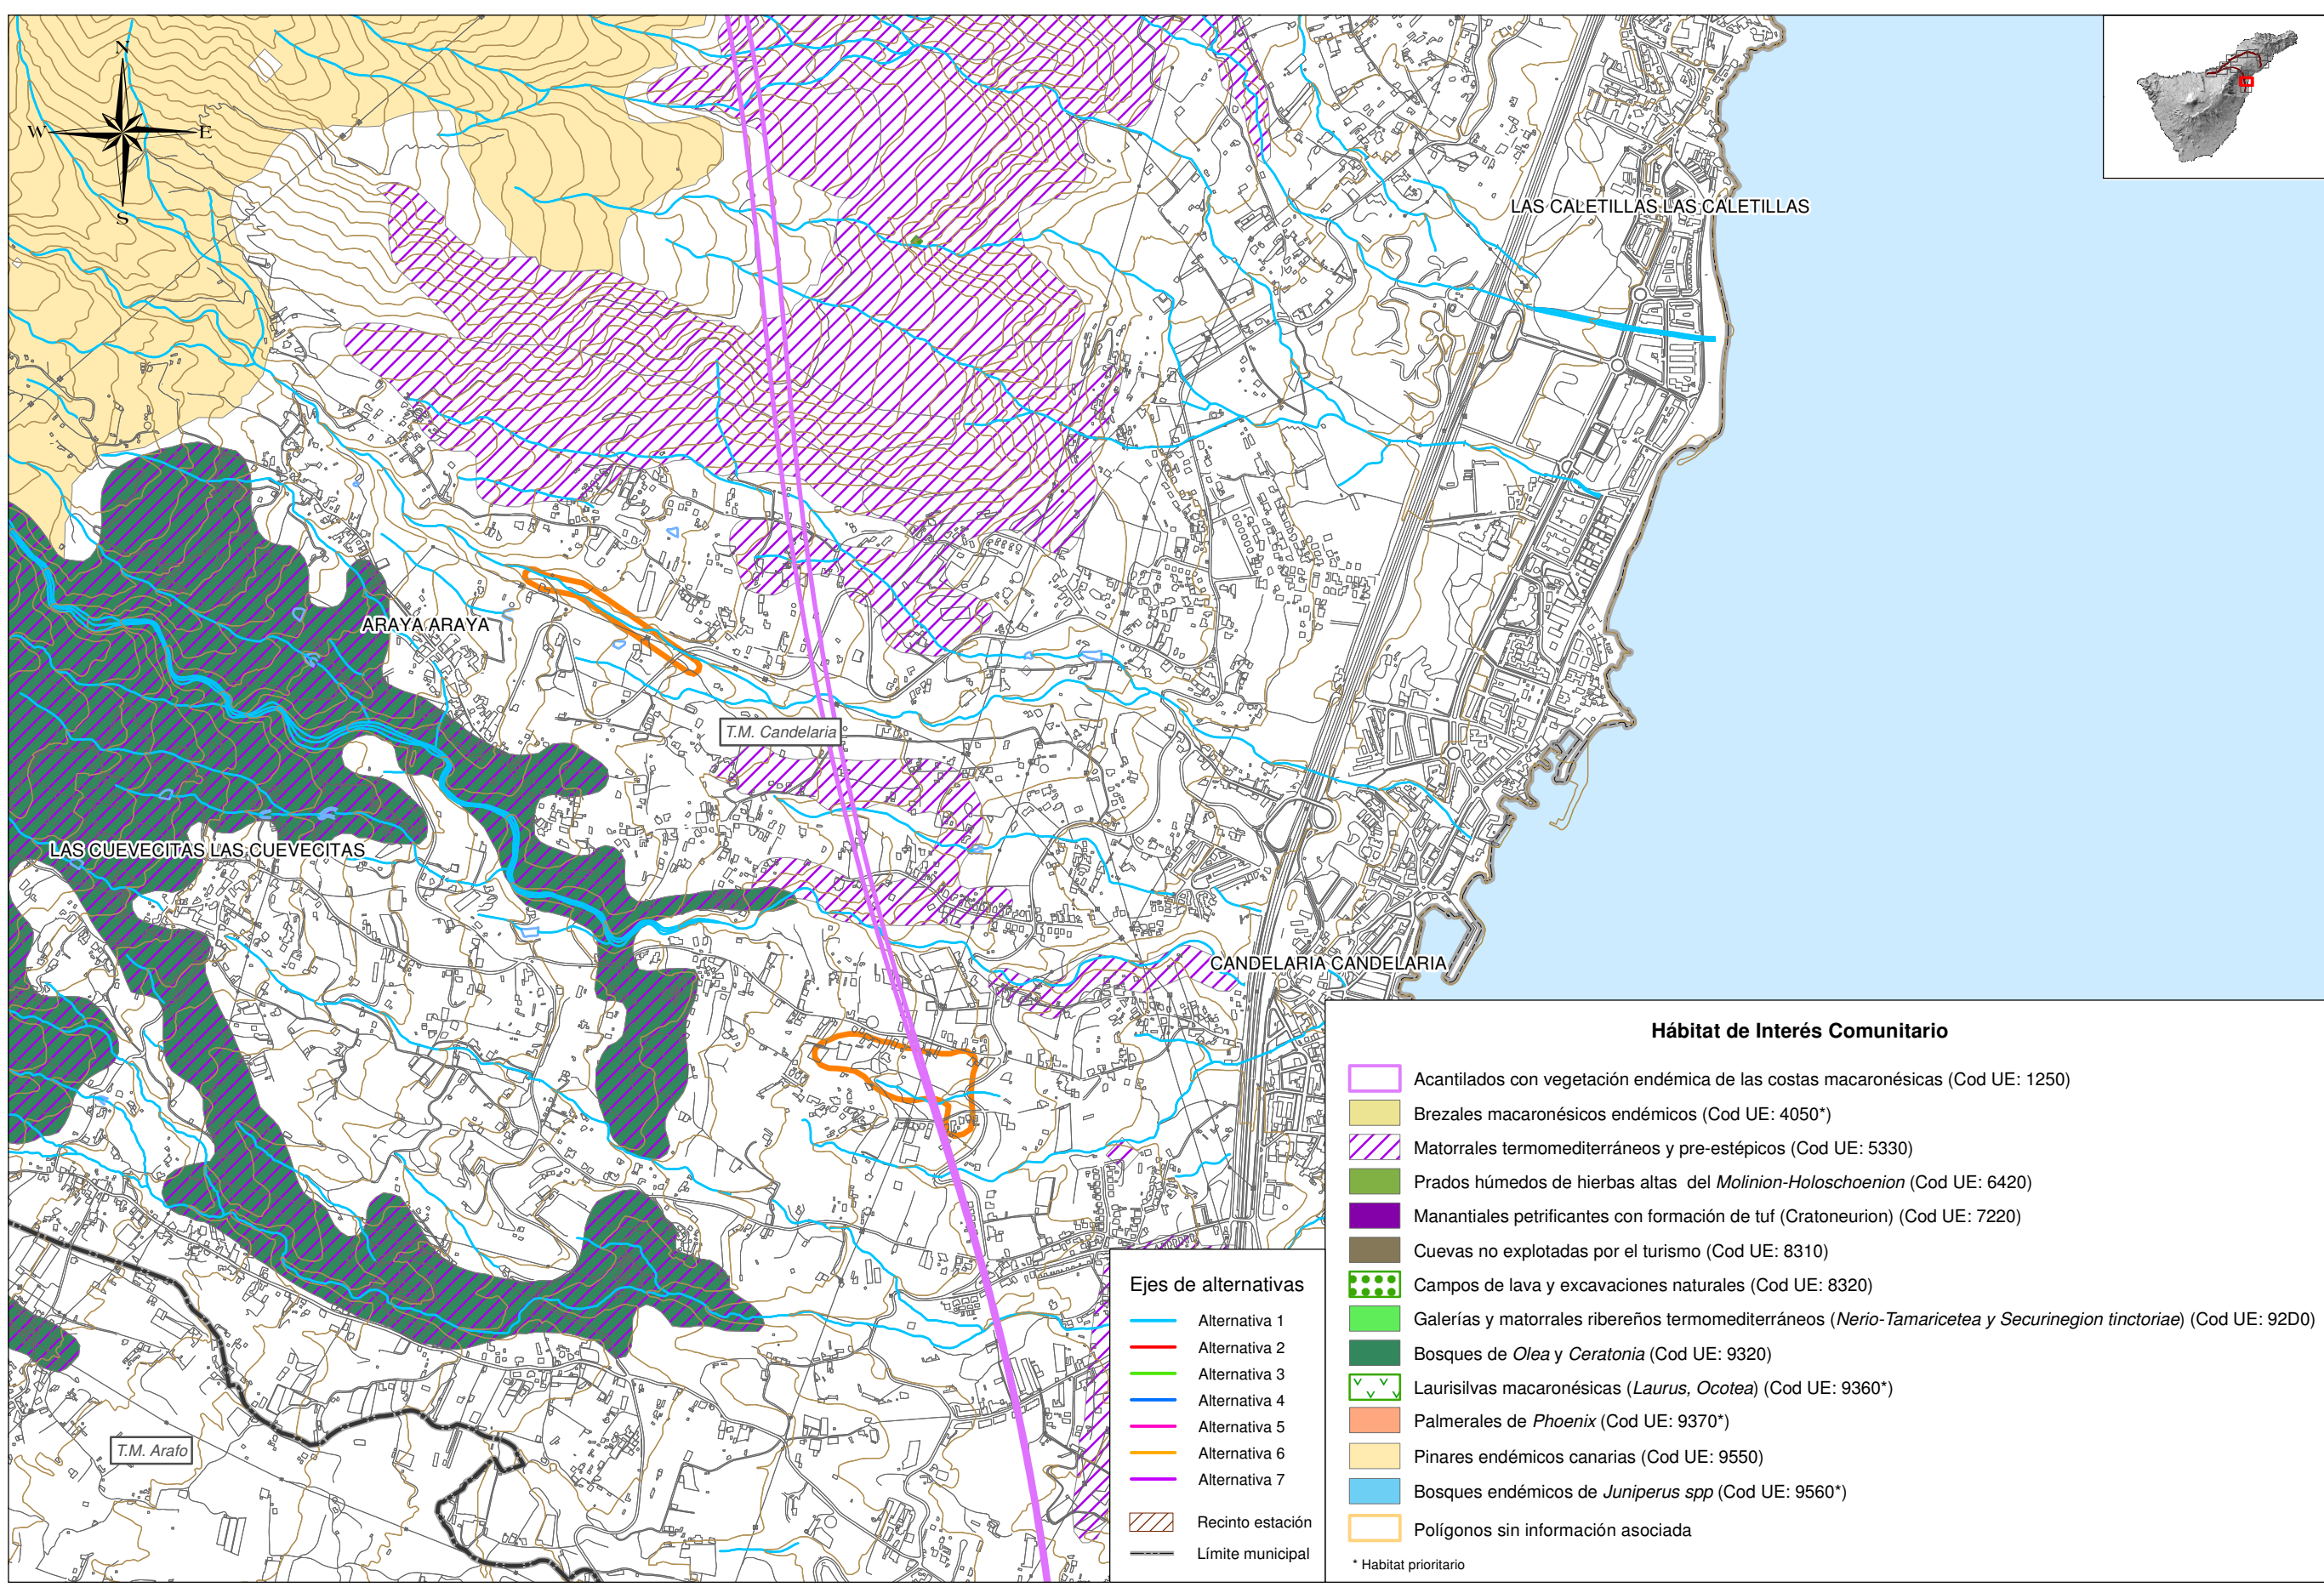 N
W
E
S
LAS CALETILLAS LAS CALETILLAS
ARAYA ARAYA
T.M. Candelaria
LAS CUEVECITAS LAS CUEVECITAS
CANDELARIA CANDELARIA
T.M. Arafo
Ejes de alternativas
Alternativa 1
Alternativa 2
Alternativa 3
Alternativa 4
Alternativa 5
Alternativa 6
Alternativa 7
Recinto estación
Límite municipal
Hábitat de Interés Comunitario
Acantilados con vegetación endémica de las costas macaronésicas (Cod UE: 1250)
Brezales macaronésicos endémicos (Cod UE: 4050*)
Matorrales termomediterráneos y pre-estépicos (Cod UE: 5330)
Prados húmedos de hierbas altas del Molinion-Holoschoenion (Cod UE: 6420)
Manantiales petrificantes con formación de tuf (Cratoneurion) (Cod UE: 7220)
Cuevas no explotadas por el turismo (Cod UE: 8310)
Campos de lava y excavaciones naturales (Cod UE: 8320)
Galerías y matorrales ribereños termomediterráneos (Nerio-Tamaricetea y Securinegion tinctoriae) (Cod UE: 92D0)
Bosques de Olea y Ceratonia (Cod UE: 9320)
Laurisilvas macaronésicas (Laurus, Ocotea) (Cod UE: 9360*)
Palmerales de Phoenix (Cod UE: 9370*)
Pinares endémicos canarias (Cod UE: 9550)
Bosques endémicos de Juniperus spp (Cod UE: 9560*)
Polígonos sin información asociada
* Habitat prioritario